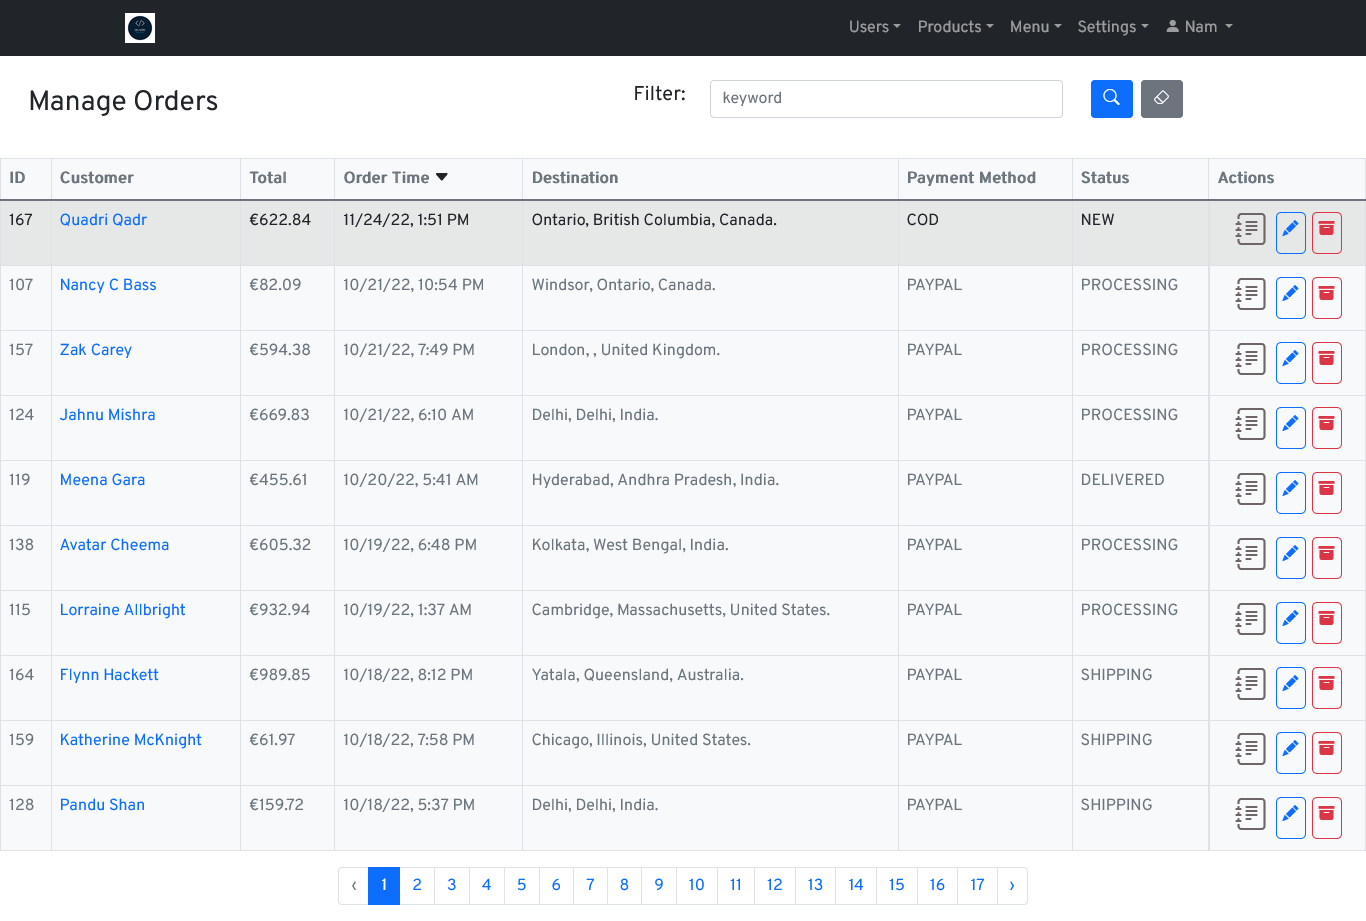 Users Products Menu Settings Nam
Manage Orders Filter: keyword
ID Customer Total Order Time Destination Payment Method Status Actions
167 Quadri Qadr €622.84 11/24/22, 1:51 PM Ontario, British Columbia, Canada. COD NEW
107 Nancy C Bass €82.09 10/21/22, 10:54 PM Windsor, Ontario, Canada. PAYPAL PROCESSING
157 Zak Carey €594.38 10/21/22, 7:49 PM London, , United Kingdom. PAYPAL PROCESSING
124 Jahnu Mishra €669.83 10/21/22, 6:10 AM Delhi, Delhi, India. PAYPAL PROCESSING
119 Meena Gara €455.61 10/20/22, 5:41 AM Hyderabad, Andhra Pradesh, India. PAYPAL DELIVERED
138 Avatar Cheema €605.32 10/19/22, 6:48 PM Kolkata, West Bengal, India. PAYPAL PROCESSING
115 Lorraine Allbright €932.94 10/19/22, 1:37 AM Cambridge, Massachusetts, United States. PAYPAL PROCESSING
164 Flynn Hackett €989.85 10/18/22, 8:12 PM Yatala, Queensland, Australia. PAYPAL SHIPPING
159 Katherine McKnight €61.97 10/18/22, 7:58 PM Chicago, Illinois, United States. PAYPAL SHIPPING
128 Pandu Shan €159.72 10/18/22, 5:37 PM Delhi, Delhi, India. PAYPAL SHIPPING
‹ 1 2 3 4 5 6 7 8 9 10 11 12 13 14 15 16 17 ›